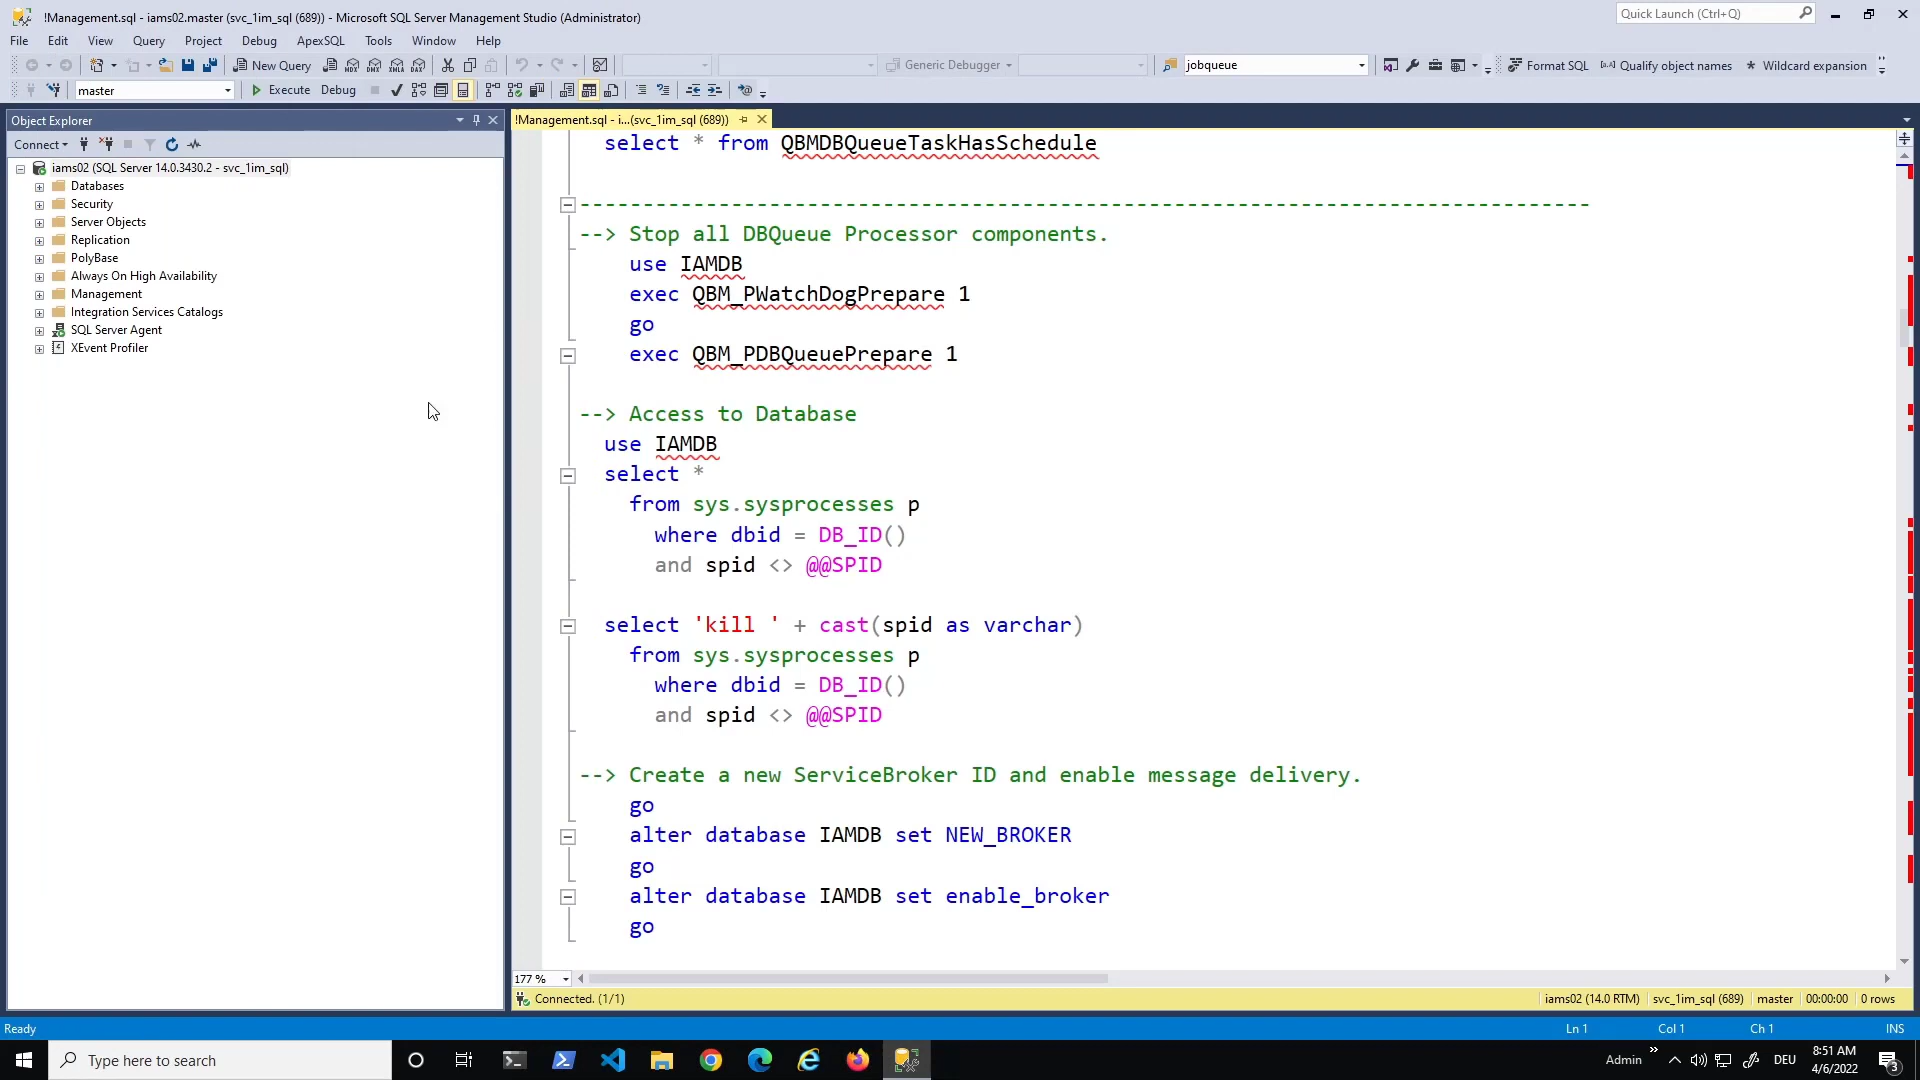 !Management.sql - iams02.master (svc_1im_sql (689)) - Microsoft SQL Server Management Studio (Administrator)
Quick Launch (Ctrl+Q)
File Edit View Query Project Debug ApexSQL Tools Window Help
New Query MDX DMX XMLA DAX Generic Debugger jobqueue Format SQL Qualify object names Wildcard expansion
master Execute Debug
Object Explorer
Connect
iams02 (SQL Server 14.0.3430.2 - svc_1im_sql)
Databases
Security
Server Objects
Replication
PolyBase
Always On High Availability
Management
Integration Services Catalogs
SQL Server Agent
XEvent Profiler
!Management.sql - i...(svc_1im_sql (689))
select * from QBMDBQueueTaskHasSchedule
--------------------------------------------------------------------------------
--> Stop all DBQueue Processor components.
use IAMDB
exec QBM_PWatchDogPrepare 1
go
exec QBM_PDBQueuePrepare 1
--> Access to Database
use IAMDB
select *
from sys.sysprocesses p
where dbid = DB_ID()
and spid <> @@SPID
select 'kill ' + cast(spid as varchar)
from sys.sysprocesses p
where dbid = DB_ID()
and spid <> @@SPID
--> Create a new ServiceBroker ID and enable message delivery.
go
alter database IAMDB set NEW_BROKER
go
alter database IAMDB set enable_broker
go
177 %
Connected. (1/1) iams02 (14.0 RTM) svc_1im_sql (689) master 00:00:00 0 rows
Ready Ln 1 Col 1 Ch 1 INS
Type here to search
Admin DEU
8:51 AM
4/6/2022
3